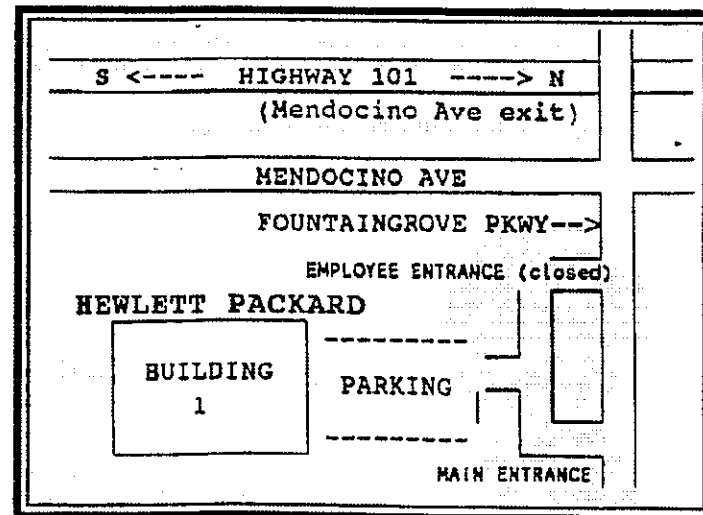 S <---- HIGHWAY 101 ----> N
(Mendocino Ave exit)
MENDOCINO AVE
FOUNTAINGROVE PKWY-->
EMPLOYEE ENTRANCE (closed)
HEWLETT PACKARD
BUILDING
1
PARKING
MAIN ENTRANCE